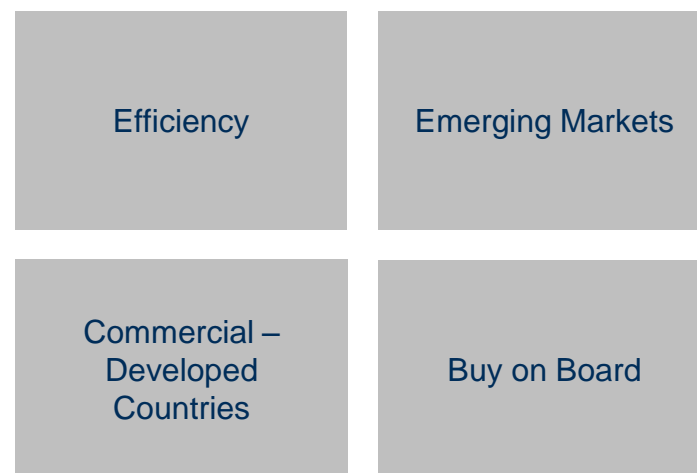 Efficiency
Emerging Markets
Commercial –
Developed
Countries
Buy on Board